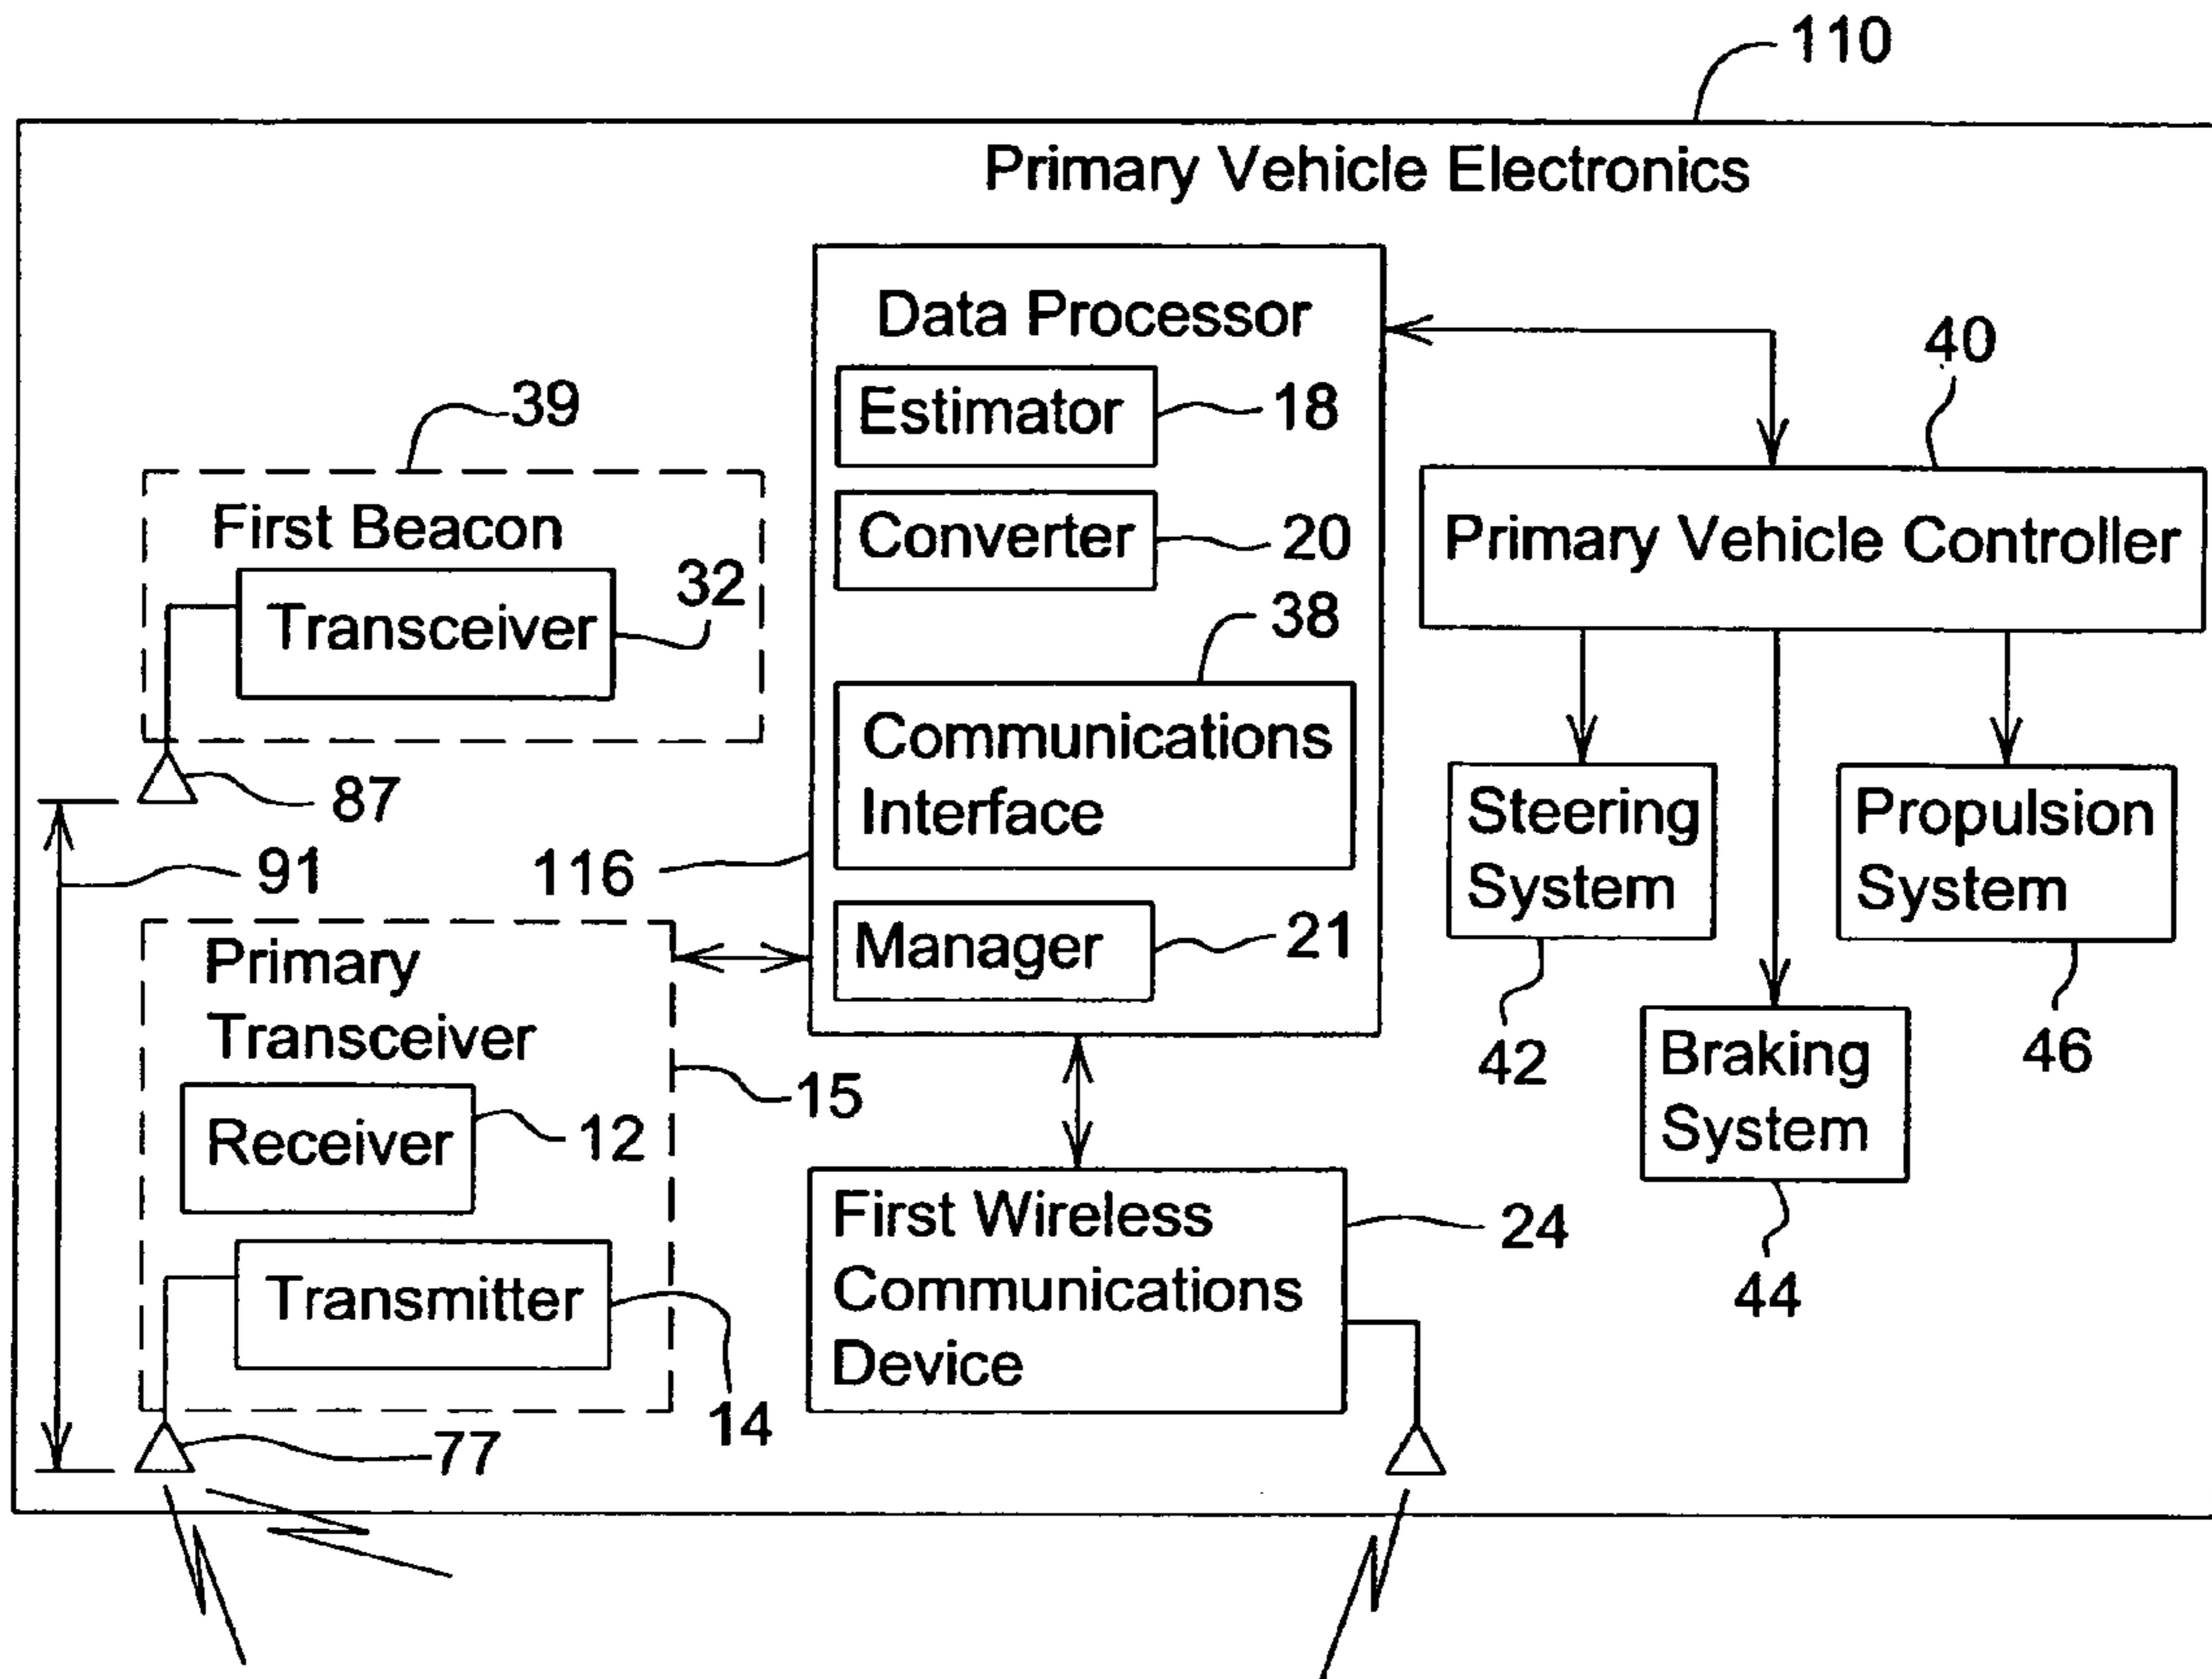 110
Primary Vehicle Electronics
Data Processor
Estimator
18
Converter
20
38
Communications
Interface
116
Manager
21
39
First Beacon
Transceiver
32
87
91
Primary
Transceiver
15
Receiver
12
Transmitter
14
77
First Wireless
Communications
Device
24
40
Primary Vehicle Controller
Steering
System
42
Braking
System
44
Propulsion
System
46